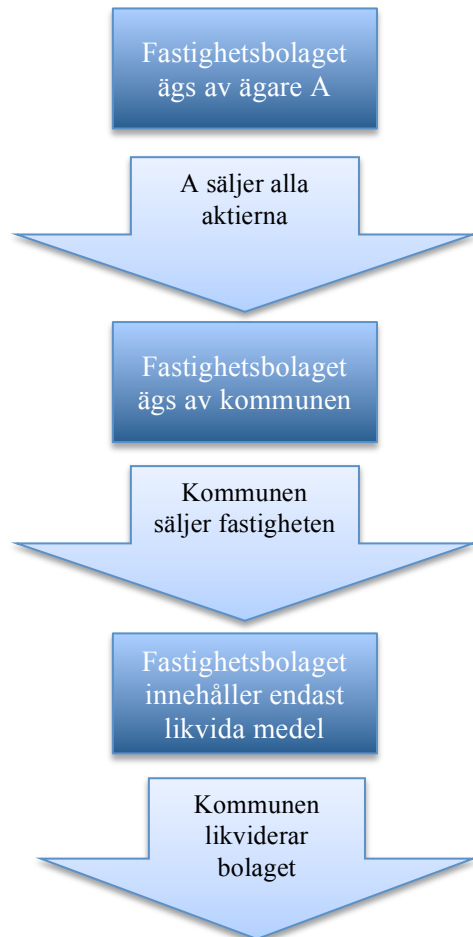 Fastighetsbolaget
ägs av ägare A
A säljer alla
aktierna
Fastighetsbolaget
ägs av kommunen
Kommunen
säljer fastigheten
Fastighetsbolaget
innehåller endast
likvida medel
Kommunen
likviderar
bolaget